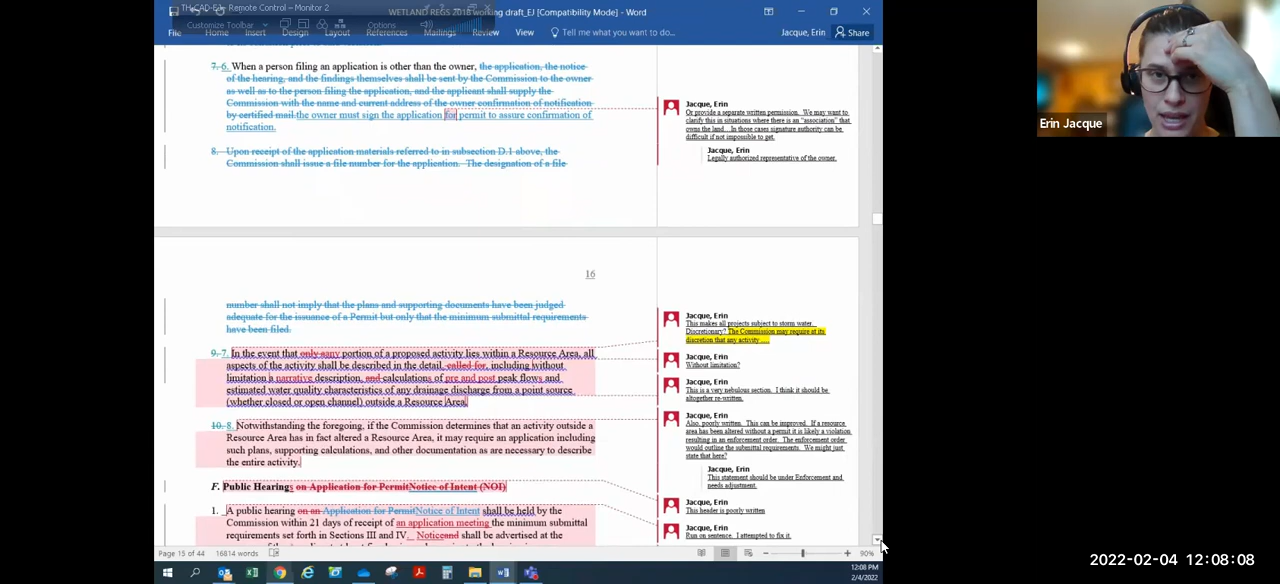 TH-CAD-E3 - Remote Control - Monitor 2
WETLAND REGS 2018 working draft_EJ [Compatibility Mode] - Word
Customize Toolbar
Options
File Home Insert Design Layout References Mailings Review View Tell me what you want to do...
Jacque, Erin Share
7. 6. When a person filing an application is other than the owner, the application, the notice
of the hearing, and the findings themselves shall be sent by the Commission to the owner
as well as to the person filing the application, and the applicant shall supply the
Commission with the name and current address of the owner confirmation of notification
by certified mail.the owner must sign the application for permit to assure confirmation of
notification.
8. Upon receipt of the application materials referred to in subsection D.1 above, the
Commission shall issue a file number for the application. The designation of a file
Jacque, Erin
Or provide a separate written permission. We may want to
clarify this in situations where there is an "association" that
owns the land. In those cases signature authority can be
difficult if not impossible to get.
Jacque, Erin
Legally authorized representative of the owner.
16
number shall not imply that the plans and supporting documents have been judged
adequate for the issuance of a Permit but only that the minimum submittal requirements
have been filed.
9. 7. In the event that only any portion of a proposed activity lies within a Resource Area, all
aspects of the activity shall be described in the detail, called for, including without
limitation a narrative description, and calculations of pre and post peak flows and
estimated water quality characteristics of any drainage discharge from a point source
(whether closed or open channel) outside a Resource Area.
10. 8. Notwithstanding the foregoing, if the Commission determines that an activity outside a
Resource Area has in fact altered a Resource Area, it may require an application including
such plans, supporting calculations, and other documentation as are necessary to describe
the entire activity.
F. Public Hearings on Application for PermitNotice of Intent (NOI)
1. A public hearing on an Application for PermitNotice of Intent shall be held by the
Commission within 21 days of receipt of an application meeting the minimum submittal
requirements set forth in Sections III and IV. Noticeand shall be advertised at the
Jacque, Erin
This makes all projects subject to storm water.
Discretionary? The Commission may require at its
discretion that any activity .....
Jacque, Erin
Without limitation?
Jacque, Erin
This is a very nebulous section. I think it should be
altogether re-written.
Jacque, Erin
Also, poorly written. This can be improved. If a resource
area has been altered without a permit it is likely a violation
resulting in an enforcement order. The enforcement order
would outline the submittal requirements. We might just
state that here?
Jacque, Erin
This statement should be under Enforcement and
needs adjustment.
Jacque, Erin
This header is poorly written
Jacque, Erin
Run on sentence. I attempted to fix it.
Page 15 of 44 16814 words
90%
12:08 PM
2/4/2022
Erin Jacque
2022-02-04 12:08:08